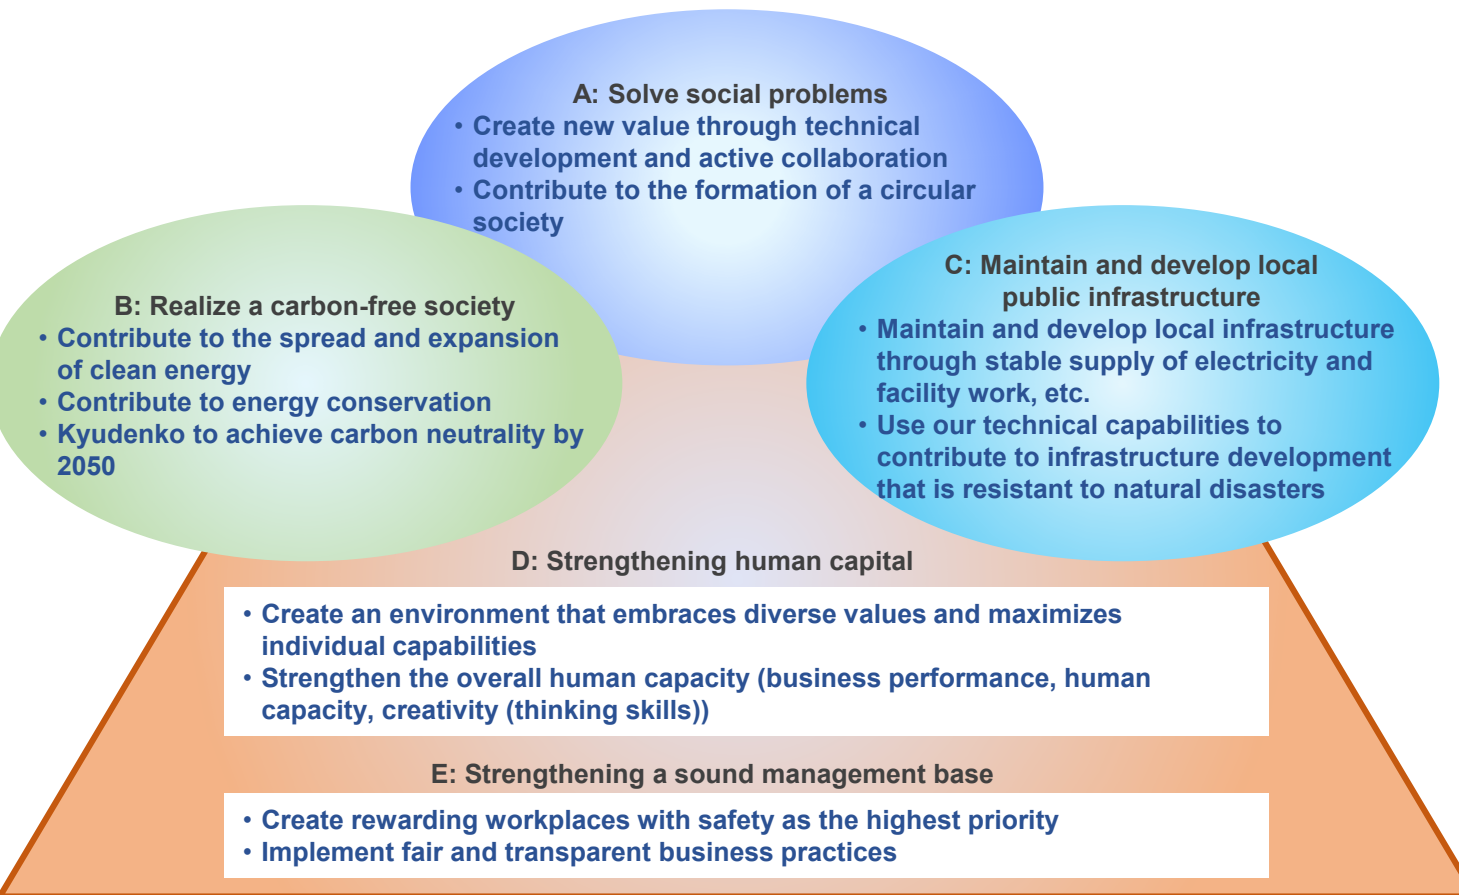 A: Solve social problems
• Create new value through technical
development and active collaboration
• Contribute to the formation of a circular
society
B: Realize a carbon-free society
• Contribute to the spread and expansion
of clean energy
• Contribute to energy conservation
• Kyudenko to achieve carbon neutrality by
2050
C: Maintain and develop local
public infrastructure
• Maintain and develop local infrastructure
through stable supply of electricity and
facility work, etc.
• Use our technical capabilities to
contribute to infrastructure development
that is resistant to natural disasters
D: Strengthening human capital
• Create an environment that embraces diverse values and maximizes
individual capabilities
• Strengthen the overall human capacity (business performance, human
capacity, creativity (thinking skills))
E: Strengthening a sound management base
• Create rewarding workplaces with safety as the highest priority
• Implement fair and transparent business practices